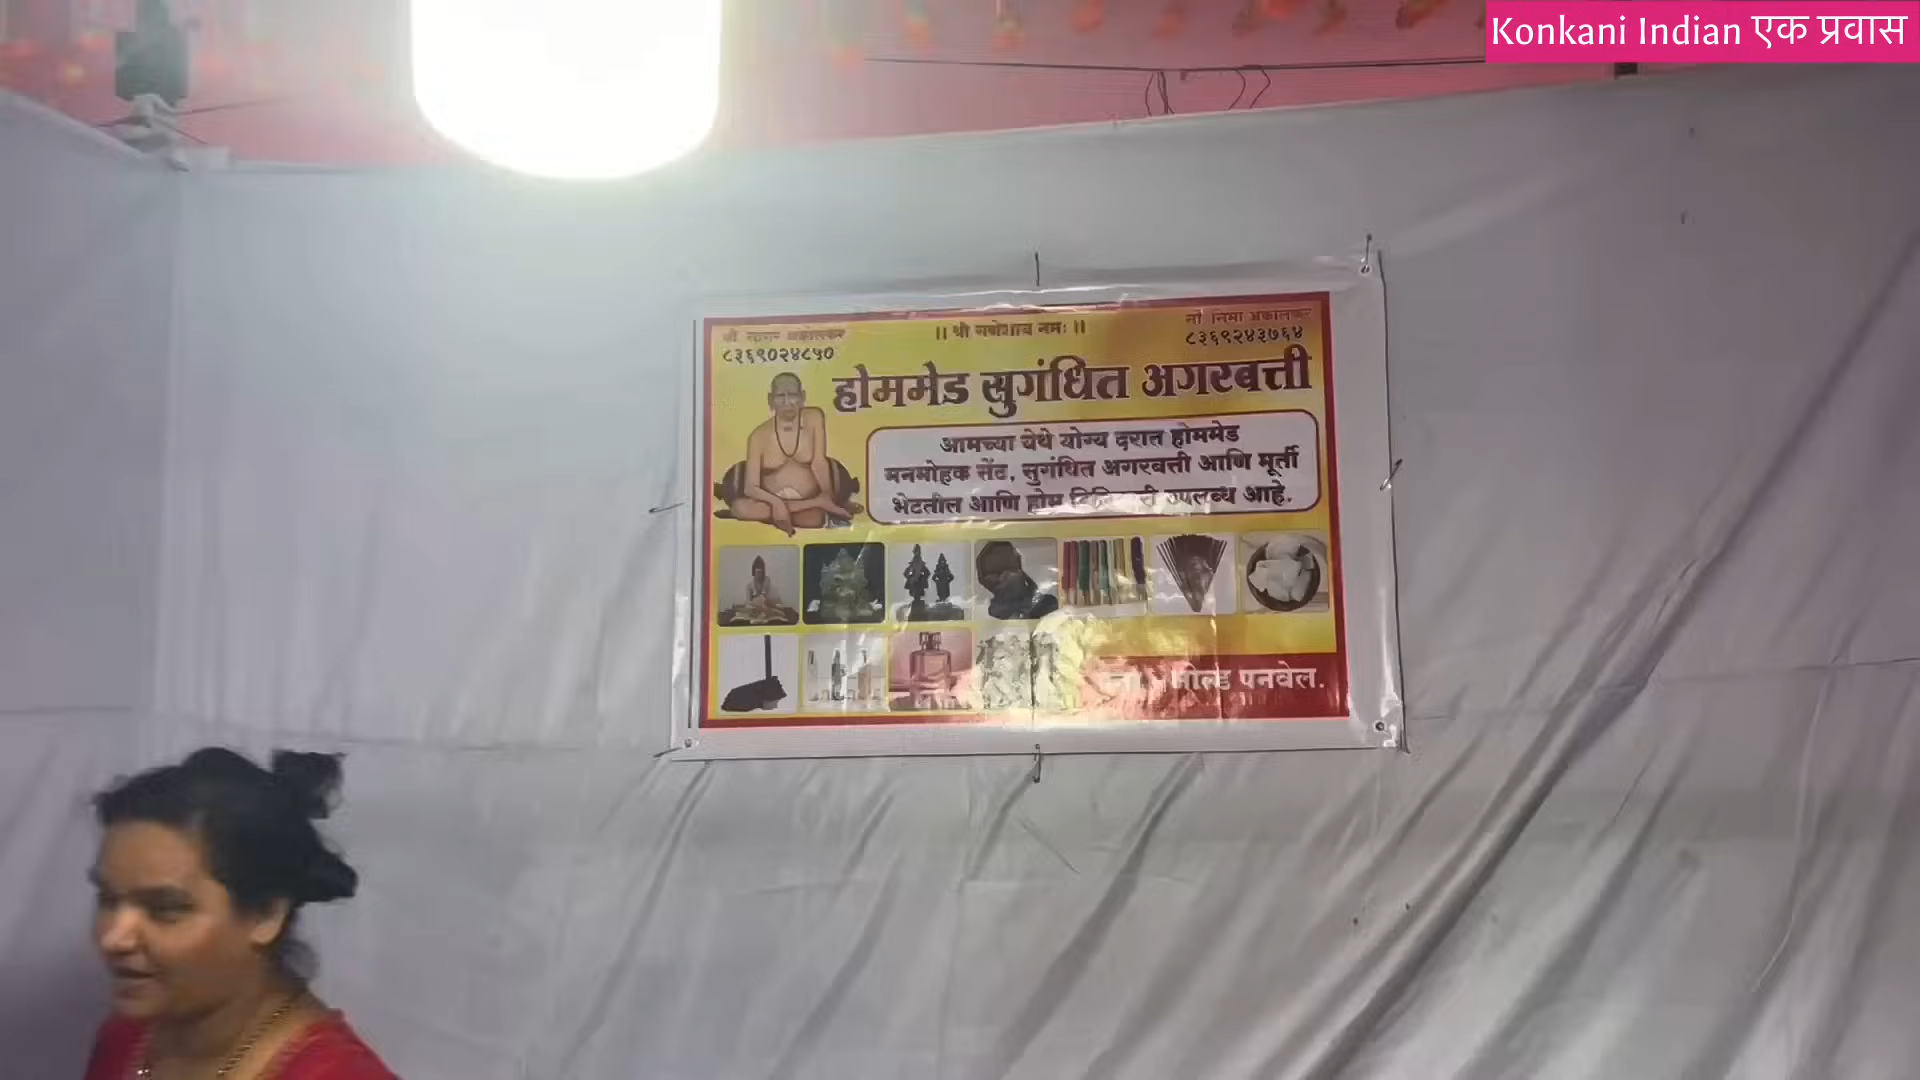 Konkani Indian एक प्रवास
।। श्री गणेशाय नमः ।।
८३६९०२४८५०
८३६९२४३७६४
होममेड सुगंधित अगरबत्ती
आमच्या येथे योग्य दरात होममेड
मनमोहक सेंट, सुगंधित अगरबत्ती आणि मूर्ती
भेटतील आणि होम उपलब्ध आहे.
पनवेल.